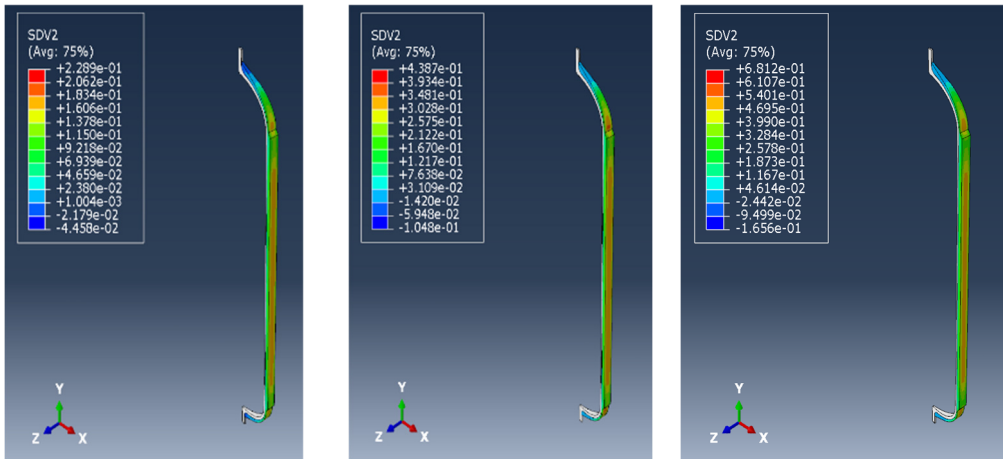 SDV2
(Avg: 75%)
+2.289e-01
+2.062e-01
+1.834e-01
+1.606e-01
+1.378e-01
+1.150e-01
+9.218e-02
+6.939e-02
+4.659e-02
+2.380e-02
+1.004e-03
-2.179e-02
-4.458e-02
Y
Z
X
SDV2
(Avg: 75%)
+4.387e-01
+3.934e-01
+3.481e-01
+3.028e-01
+2.575e-01
+2.122e-01
+1.670e-01
+1.217e-01
+7.638e-02
+3.109e-02
-1.420e-02
-5.948e-02
-1.048e-01
Y
Z
X
SDV2
(Avg: 75%)
+6.812e-01
+6.107e-01
+5.401e-01
+4.695e-01
+3.990e-01
+3.284e-01
+2.578e-01
+1.873e-01
+1.167e-01
+4.614e-02
-2.442e-02
-9.499e-02
-1.656e-01
Y
Z
X